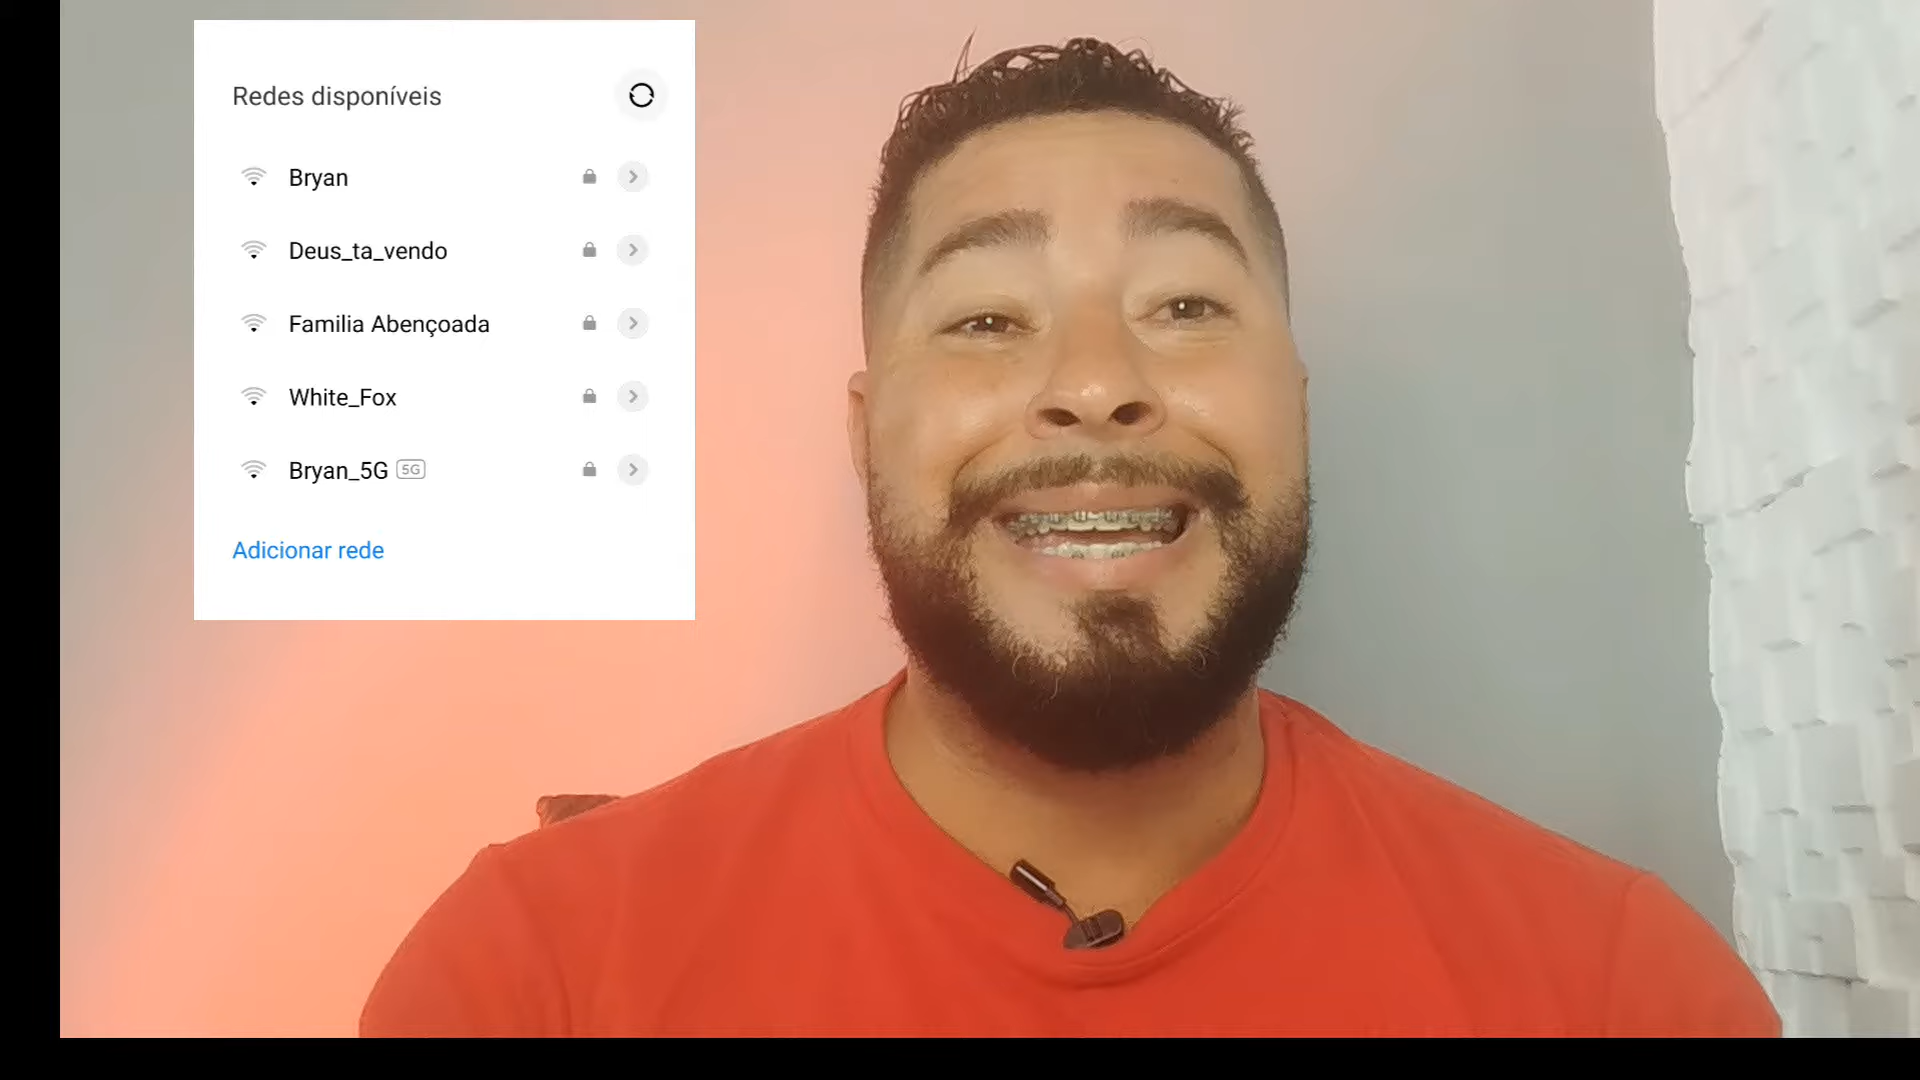 Redes disponíveis
Bryan
Deus_ta_vendo
Familia Abençoada
White_Fox
Bryan_5G 5G
Adicionar rede